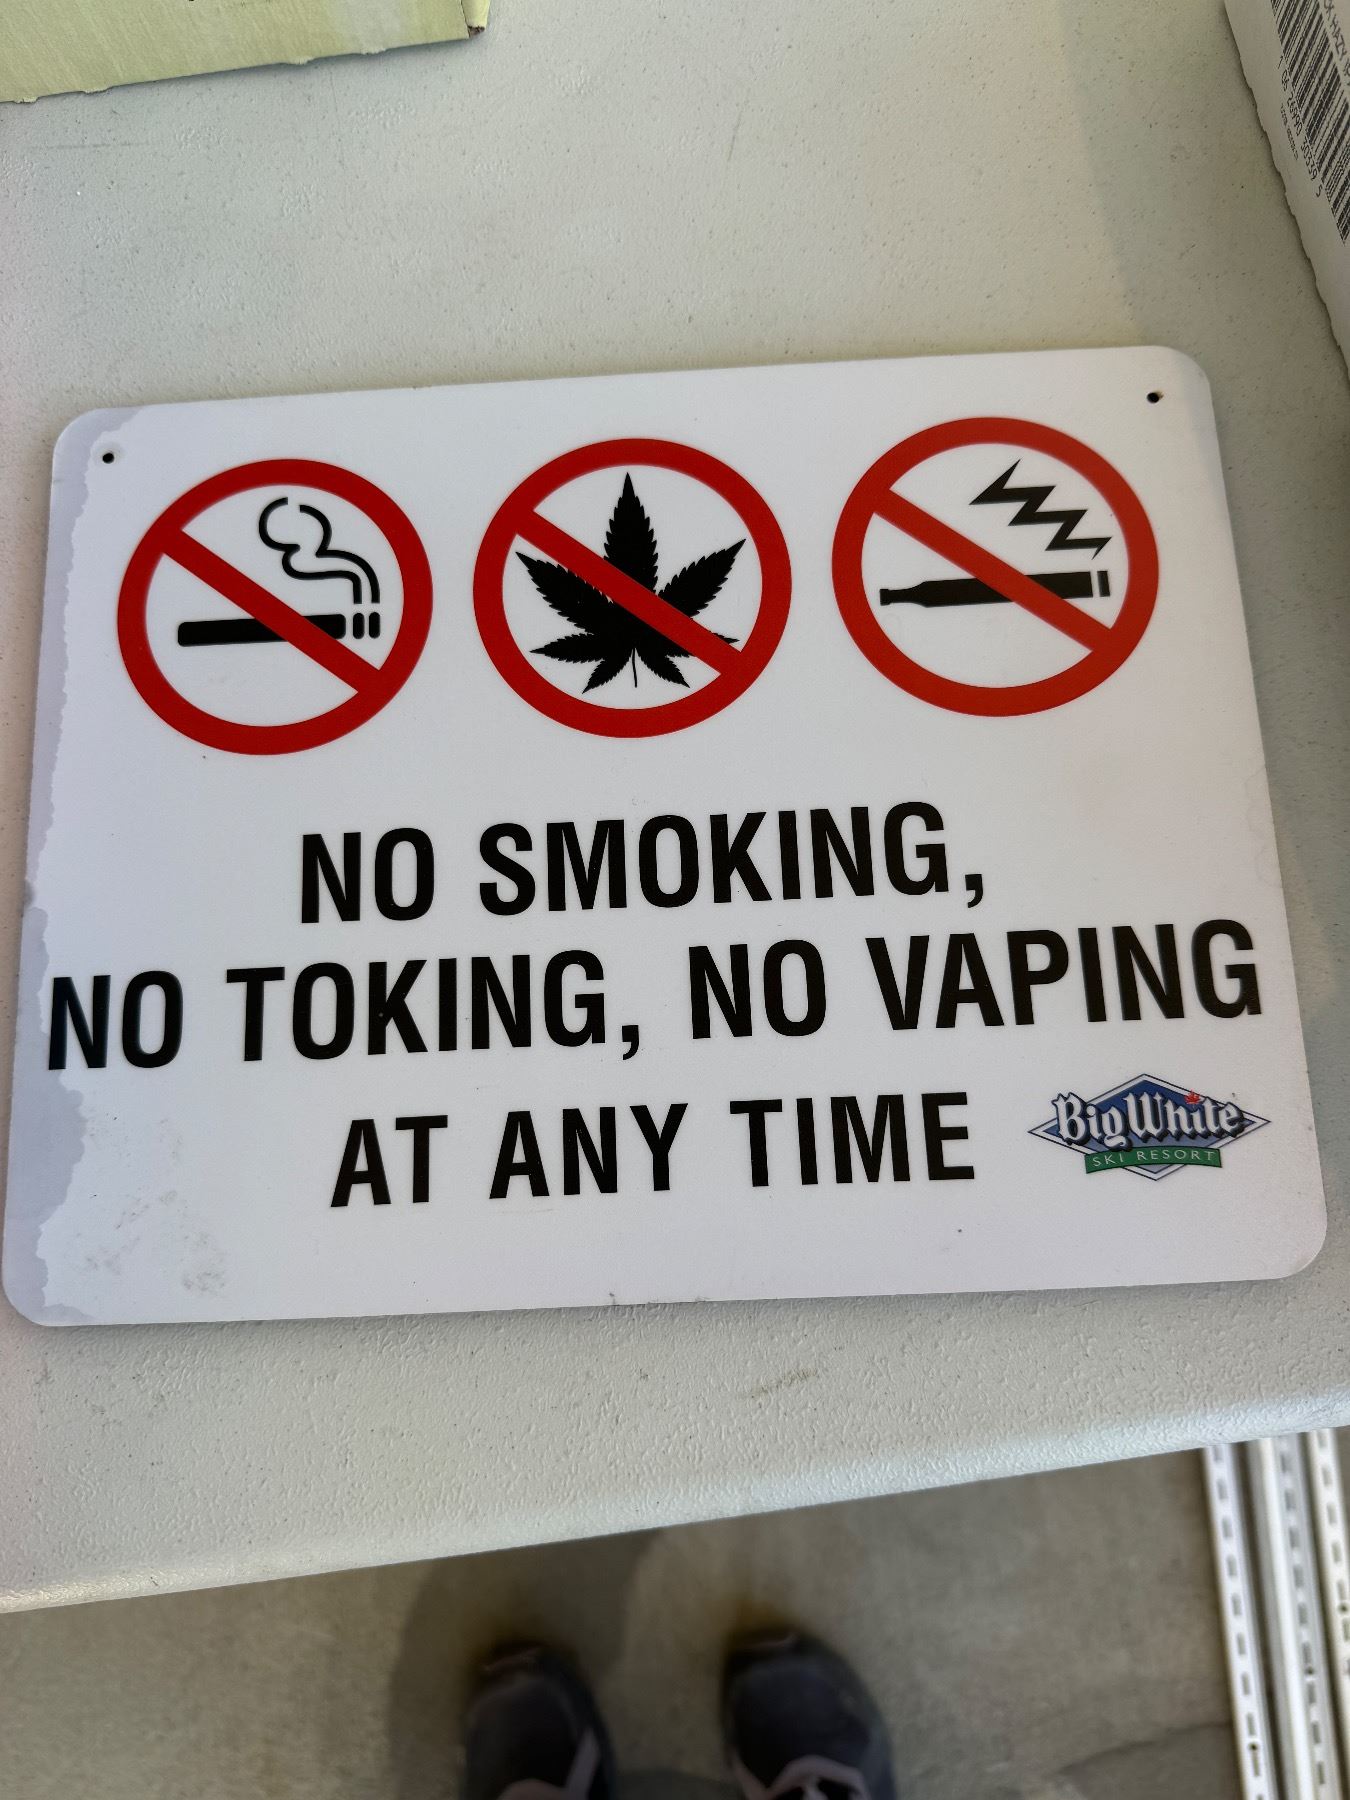 NO SMOKING,
NO TOKING, NO VAPING
AT ANY TIME
Big White
SKI RESORT